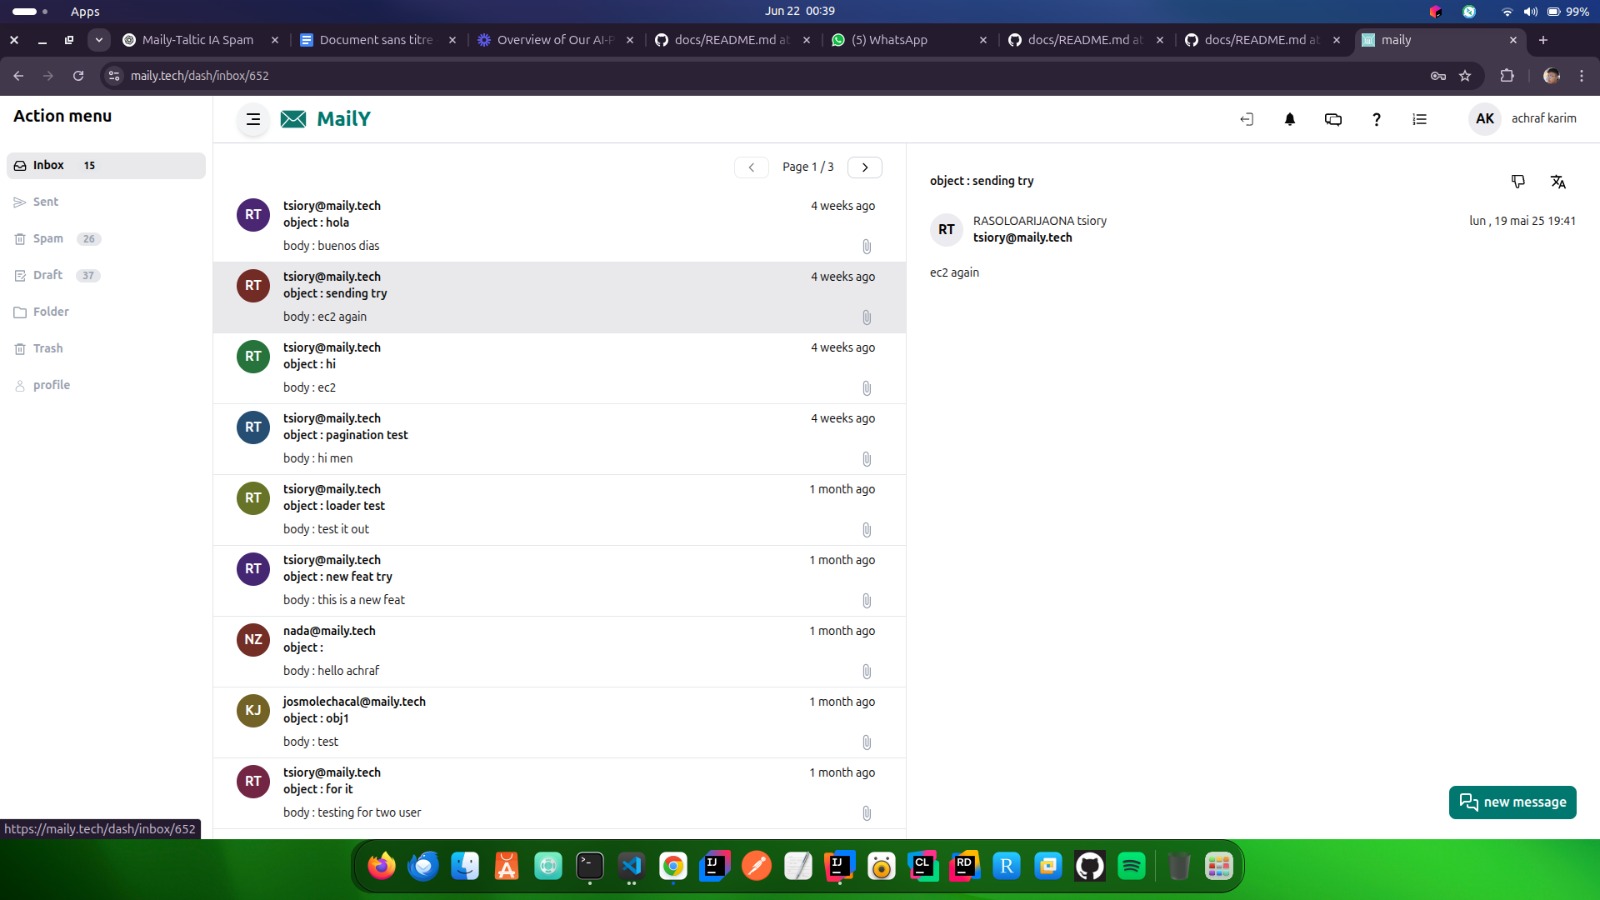 Apps
Jun 22 00:39
99%
Maily-Taltic IA Spam
Document sans titre
Overview of Our AI-P
docs/README.md at
(5) WhatsApp
docs/README.md at
docs/README.md at
maily
maily.tech/dash/inbox/652
Action menu
MailY
AK
achraf karim
Inbox 15
Sent
Spam 26
Draft 37
Folder
Trash
profile
Page 1 / 3
RT
tsiory@maily.tech
4 weeks ago
object : hola
body : buenos dias
RT
tsiory@maily.tech
4 weeks ago
object : sending try
body : ec2 again
RT
tsiory@maily.tech
4 weeks ago
object : hi
body : ec2
RT
tsiory@maily.tech
4 weeks ago
object : pagination test
body : hi men
RT
tsiory@maily.tech
1 month ago
object : loader test
body : test it out
RT
tsiory@maily.tech
1 month ago
object : new feat try
body : this is a new feat
NZ
nada@maily.tech
1 month ago
object :
body : hello achraf
KJ
josmolechacal@maily.tech
1 month ago
object : obj1
body : test
RT
tsiory@maily.tech
1 month ago
object : for it
body : testing for two user
object : sending try
RT
RASOLOARIJAONA tsiory
lun , 19 mai 25 19:41
tsiory@maily.tech
ec2 again
new message
https://maily.tech/dash/inbox/652
IJ
IJ
CL
RD
R